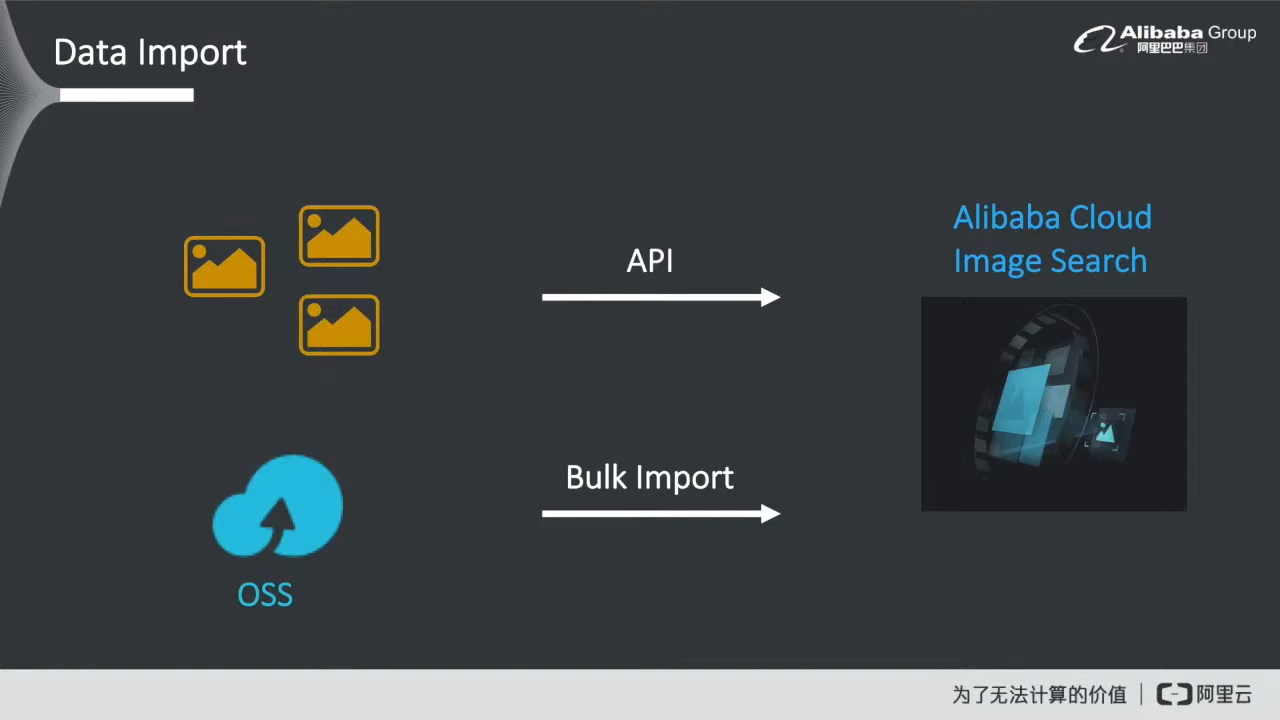 Data Import
Alibaba Group
阿里巴巴集团
API
Alibaba Cloud
Image Search
Bulk Import
OSS
为了无法计算的价值 | 阿里云